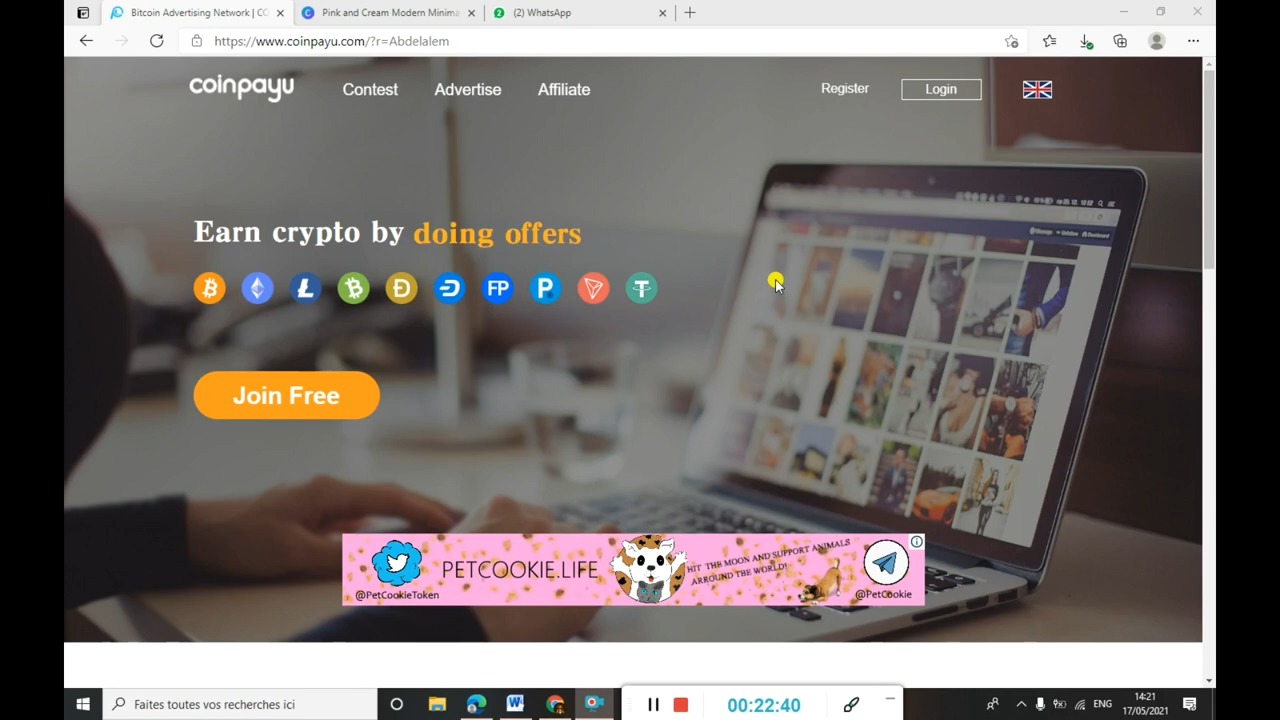 Bitcoin Advertising Network | CO
Pink and Cream Modern Minima
(2) WhatsApp
https://www.coinpayu.com/?r=Abdelalem
coinpayu
Contest
Advertise
Affiliate
Register
Login
Earn crypto by doing offers
FP
Join Free
@PetCookieToken
PETCOOKIE.LIFE
HIT THE MOON AND SUPPORT ANIMALS
ARROUND THE WORLD!
@PetCookie
Faites toutes vos recherches ici
00:22:40
ENG
14:21
17/05/2021